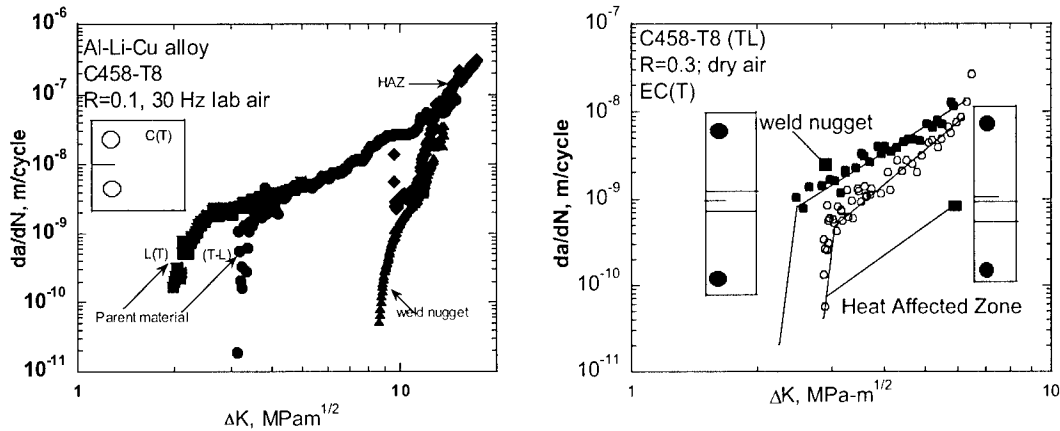 10^-6
10^-7
10^-8
10^-9
10^-10
10^-11
da/dN, m/cycle
Al-Li-Cu alloy
C458-T8
R=0.1, 30 Hz lab air
C(T)
HAZ
L(T)
(T-L)
Parent material
weld nugget
1
10
ΔK, MPam^1/2
10^-7
10^-8
10^-9
10^-10
10^-11
da/dN, m/cycle
C458-T8 (TL)
R=0.3; dry air
EC(T)
weld nugget
Heat Affected Zone
1
10
ΔK, MPa-m^1/2